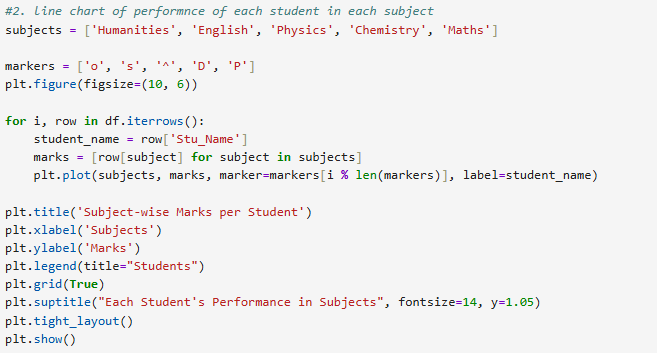 #2. line chart of performnce of each student in each subject
subjects = ['Humanities', 'English', 'Physics', 'Chemistry', 'Maths']

markers = ['o', 's', '^', 'D', 'P']
plt.figure(figsize=(10, 6))

for i, row in df.iterrows():
    student_name = row['Stu_Name']
    marks = [row[subject] for subject in subjects]
    plt.plot(subjects, marks, marker=markers[i % len(markers)], label=student_name)

plt.title('Subject-wise Marks per Student')
plt.xlabel('Subjects')
plt.ylabel('Marks')
plt.legend(title="Students")
plt.grid(True)
plt.suptitle("Each Student's Performance in Subjects", fontsize=14, y=1.05)
plt.tight_layout()
plt.show()